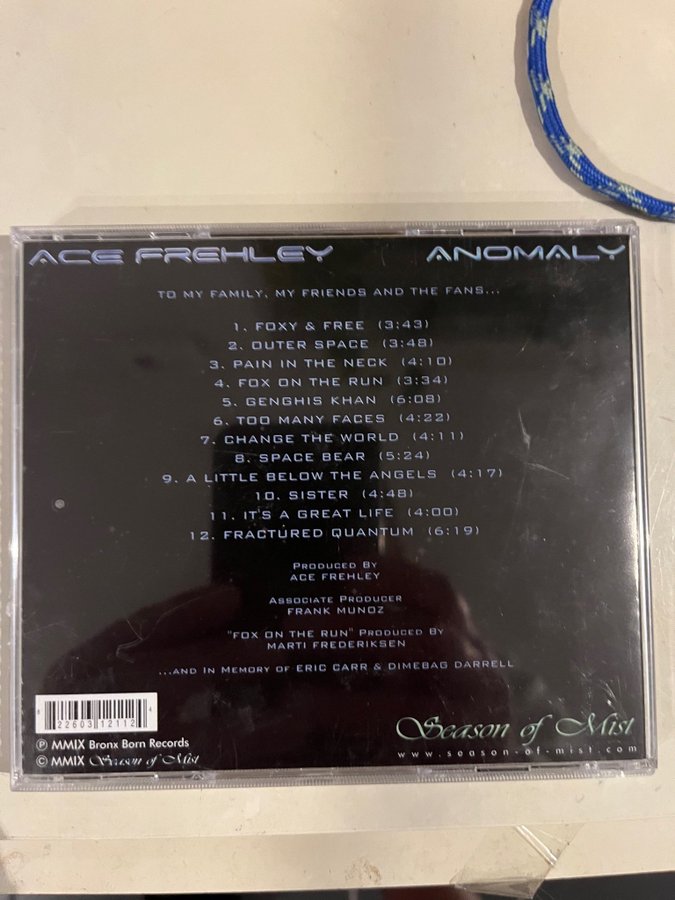 ACE FREHLEY ANOMALY
TO MY FAMILY, MY FRIENDS AND THE FANS...
1. FOXY & FREE (3:43)
2. OUTER SPACE (3:48)
3. PAIN IN THE NECK (4:10)
4. FOX ON THE RUN (3:34)
5. GENGHIS KHAN (6:08)
6. TOO MANY FACES (4:22)
7. CHANGE THE WORLD (4:11)
8. SPACE BEAR (5:24)
9. A LITTLE BELOW THE ANGELS (4:17)
10. SISTER (4:48)
11. IT'S A GREAT LIFE (4:00)
12. FRACTURED QUANTUM (6:19)
PRODUCED BY
ACE FREHLEY
ASSOCIATE PRODUCER
FRANK MUNOZ
"FOX ON THE RUN" PRODUCED BY
MARTI FREDERIKSEN
...AND IN MEMORY OF ERIC CARR & DIMEBAG DARRELL
8 22603 12112 4
Ⓟ MMIX Bronx Born Records
© MMIX Season of Mist
Season of Mist
www.season-of-mist.com